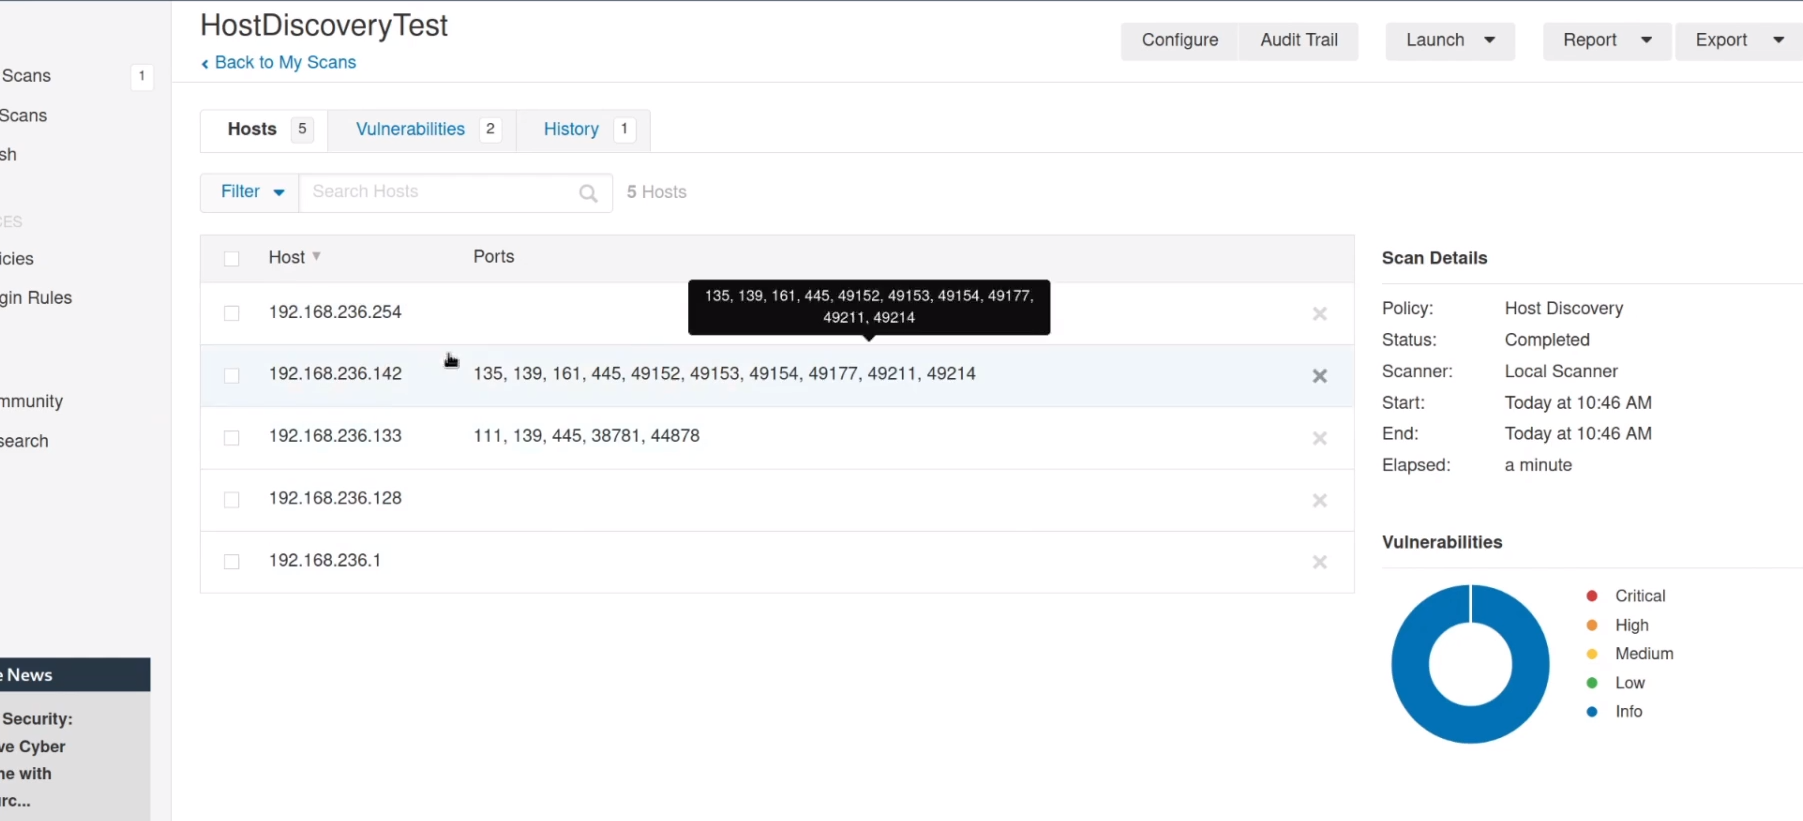 HostDiscoveryTest
Back to My Scans
Configure
Audit Trail
Launch
Report
Export
Scans 1
Scans
sh
CES
icies
gin Rules
mmunity
search
e News
Security:
ve Cyber
ne with
urc...
Hosts 5
Vulnerabilities 2
History 1
Filter
Search Hosts
5 Hosts
Host Ports
135, 139, 161, 445, 49152, 49153, 49154, 49177,
49211, 49214
192.168.236.254
192.168.236.142 135, 139, 161, 445, 49152, 49153, 49154, 49177, 49211, 49214
192.168.236.133 111, 139, 445, 38781, 44878
192.168.236.128
192.168.236.1
Scan Details
Policy: Host Discovery
Status: Completed
Scanner: Local Scanner
Start: Today at 10:46 AM
End: Today at 10:46 AM
Elapsed: a minute
Vulnerabilities
Critical
High
Medium
Low
Info